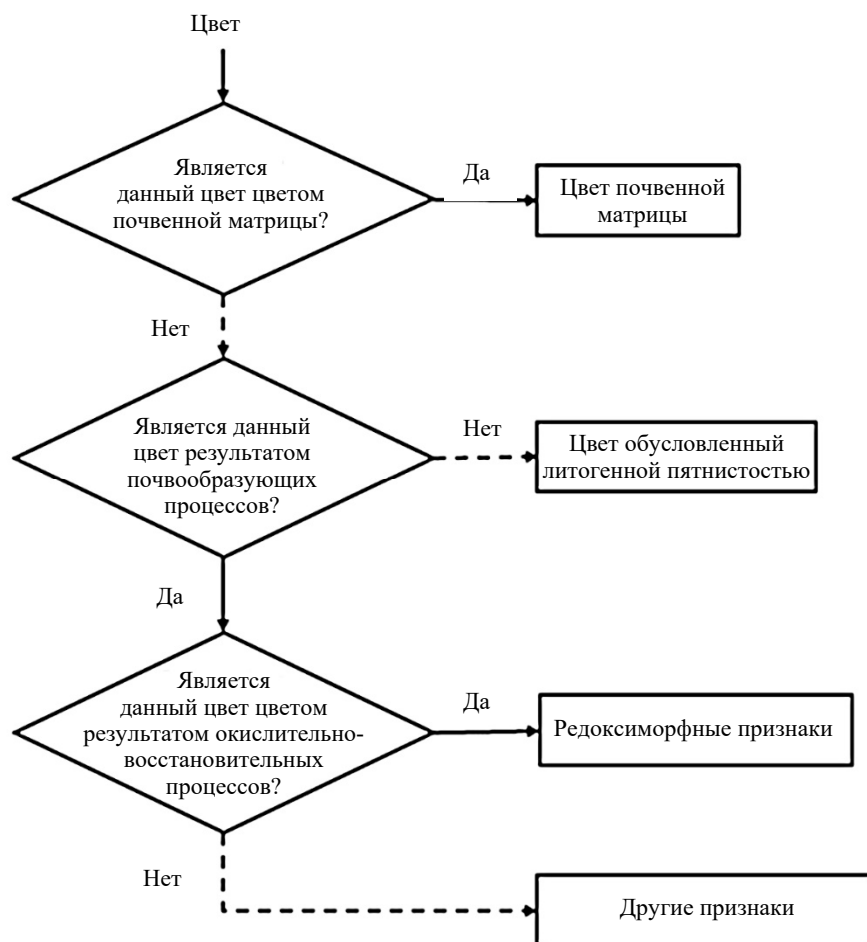 Цвет
Является
данный цвет цветом
почвенной матрицы?
Да
Цвет почвенной
матрицы
Нет
Является данный
цвет результатом
почвообразующих
процессов?
Нет
Цвет обусловленный
литогенной пятнистостью
Да
Является
данный цвет цветом
результатом окислительно-
восстановительных
процессов?
Да
Редоксиморфные признаки
Нет
Другие признаки